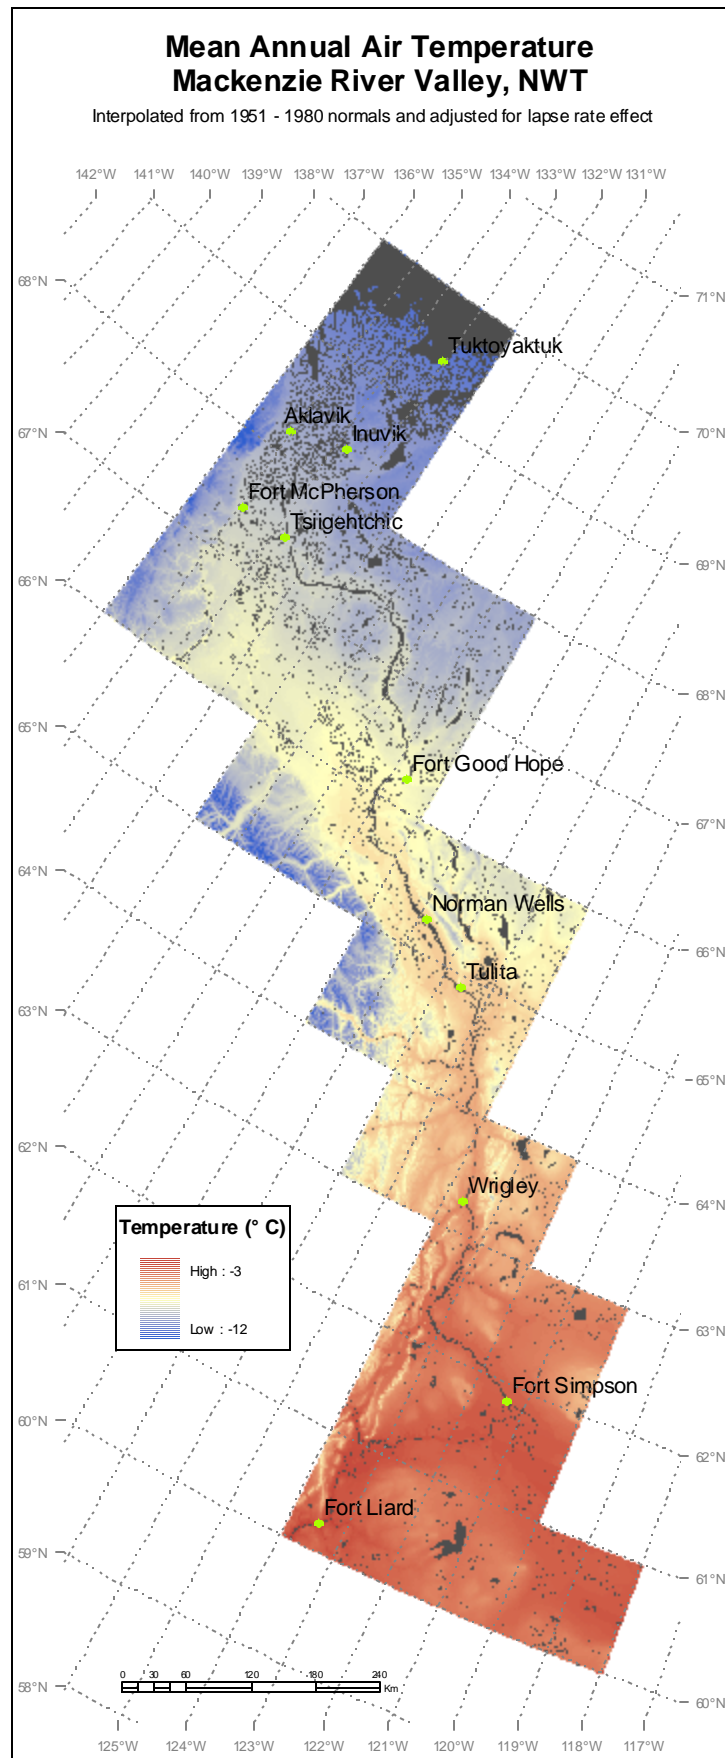 Mean Annual Air Temperature
Mackenzie River Valley, NWT
Interpolated from 1951 - 1980 normals and adjusted for lapse rate effect
142°W 141°W 140°W 139°W 138°W 137°W 136°W 135°W 134°W 133°W 132°W 131°W
68°N
71°N
Tuktoyaktuk
Aklavik
67°N
70°N
Inuvik
Fort McPherson
Tsiigehtchic
69°N
66°N
68°N
65°N
Fort Good Hope
67°N
64°N
Norman Wells
66°N
Tulita
63°N
65°N
62°N
Wrigley
64°N
Temperature (° C)
High : -3
Low : -12
61°N
63°N
Fort Simpson
60°N
62°N
Fort Liard
59°N
61°N
0 30 60 120 180 240
Km
58°N
60°N
125°W 124°W 123°W 122°W 121°W 120°W 119°W 118°W 117°W